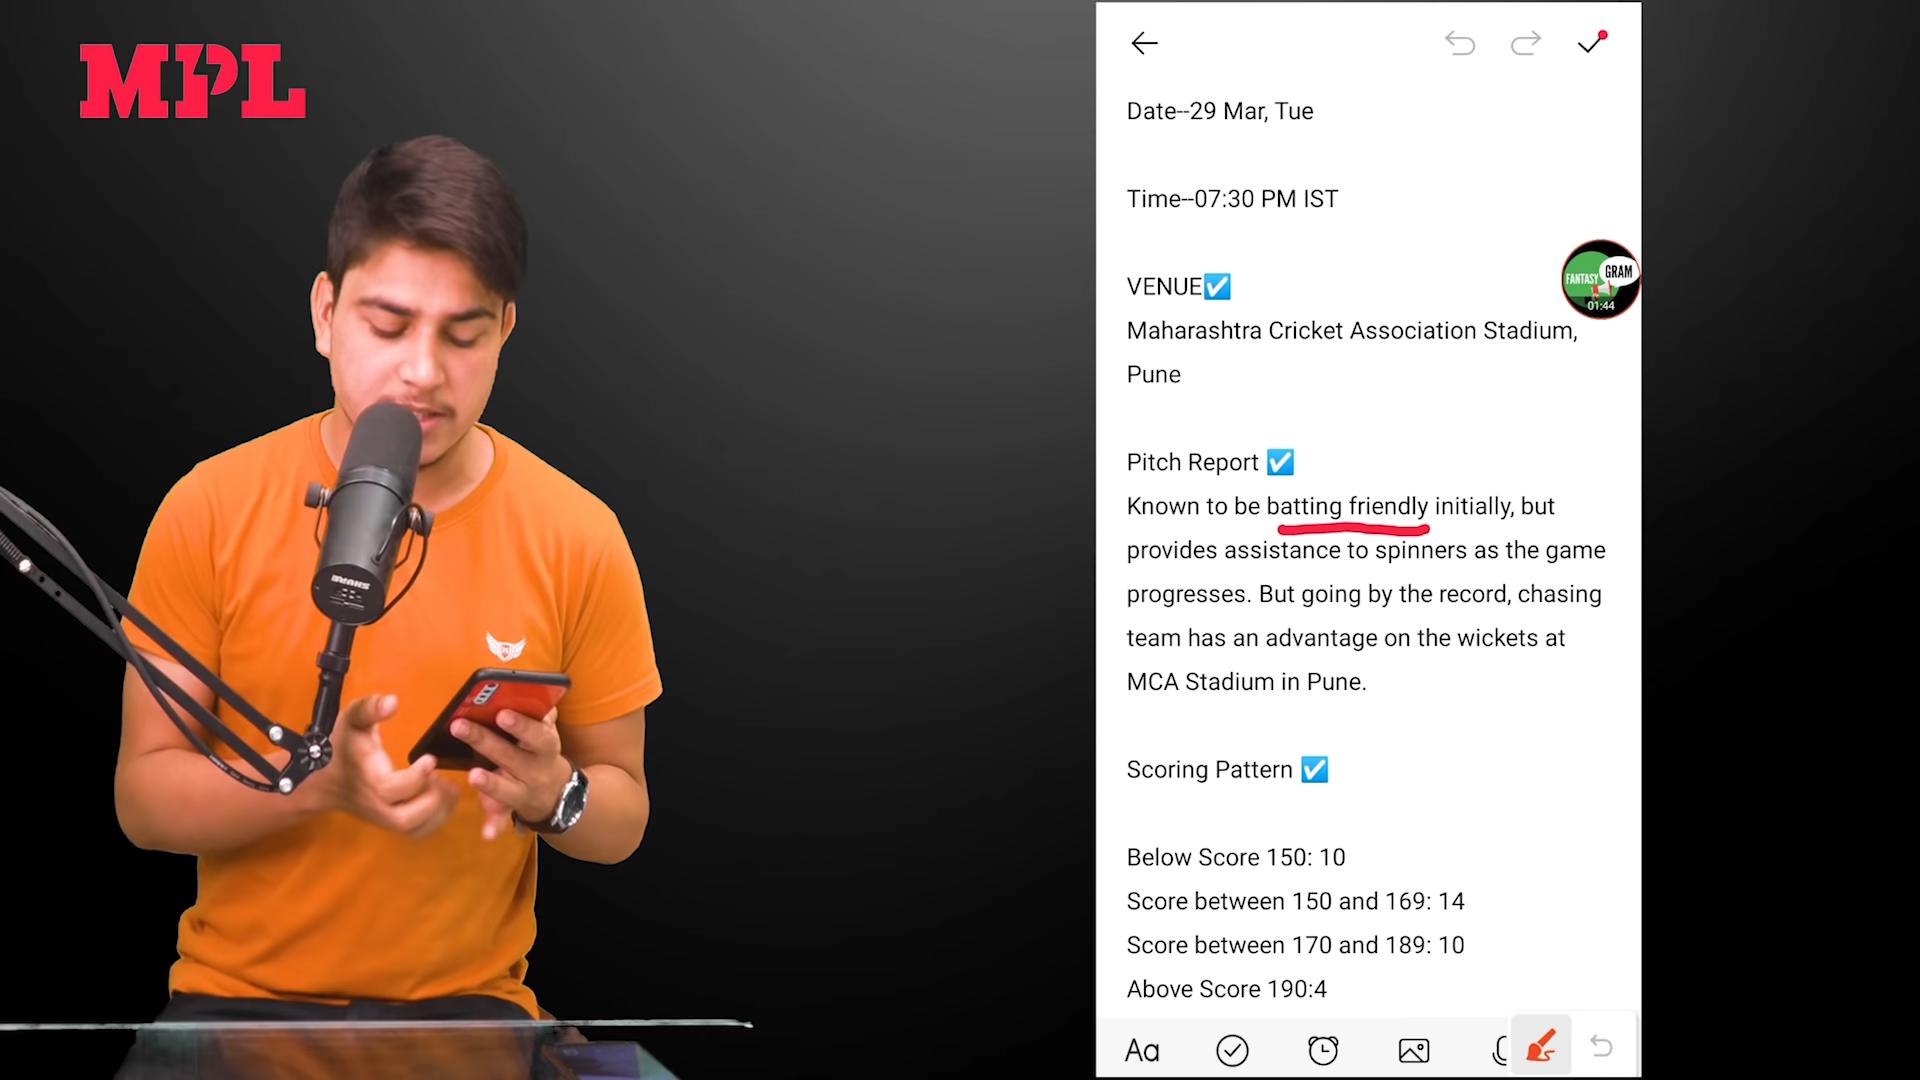 MPL
Date--29 Mar, Tue
Time--07:30 PM IST
VENUE
FANTASY GRAM
01:44
Maharashtra Cricket Association Stadium,
Pune
Pitch Report
Known to be batting friendly initially, but
provides assistance to spinners as the game
progresses. But going by the record, chasing
team has an advantage on the wickets at
MCA Stadium in Pune.
Scoring Pattern
Below Score 150: 10
Score between 150 and 169: 14
Score between 170 and 189: 10
Above Score 190:4
Aa
SHURE